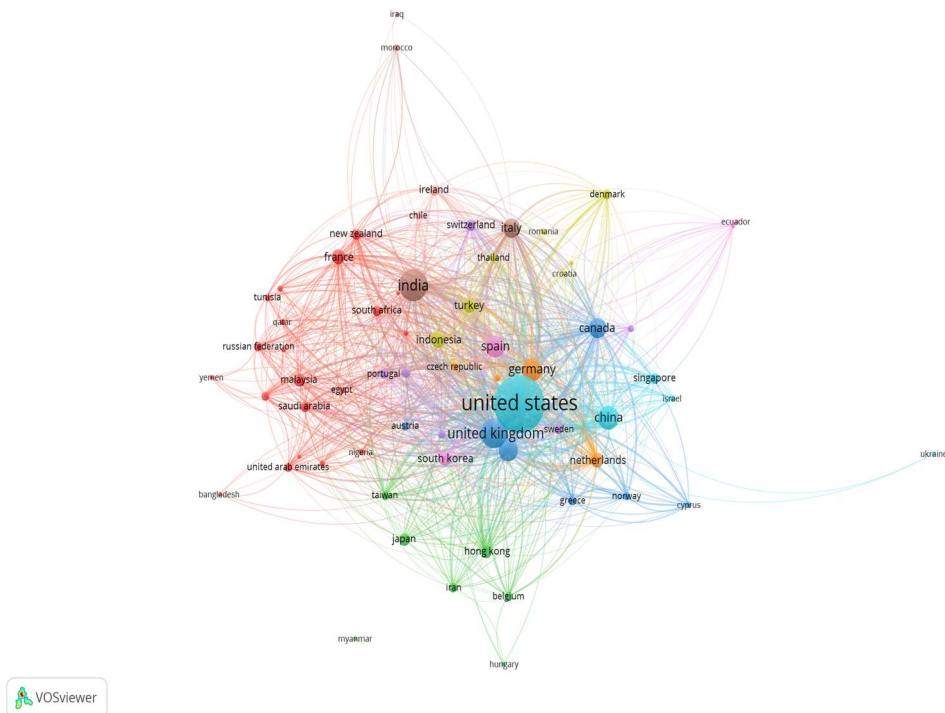 iraq
morocco
ireland
denmark
chile
switzerland
italy
romania
ecuador
new zealand
france
thailand
croatia
india
tunisia
south africa
turkey
qatar
canada
indonesia
spain
russian federation
czech republic
germany
yemen
malaysia
portugal
singapore
egypt
israel
saudi arabia
united states
china
austria
united kingdom
sweden
nigeria
south korea
netherlands
ukraine
united arab emirates
bangladesh
taiwan
greece
norway
cyprus
japan
hong kong
iran
belgium
myanmar
hungary
VOSviewer